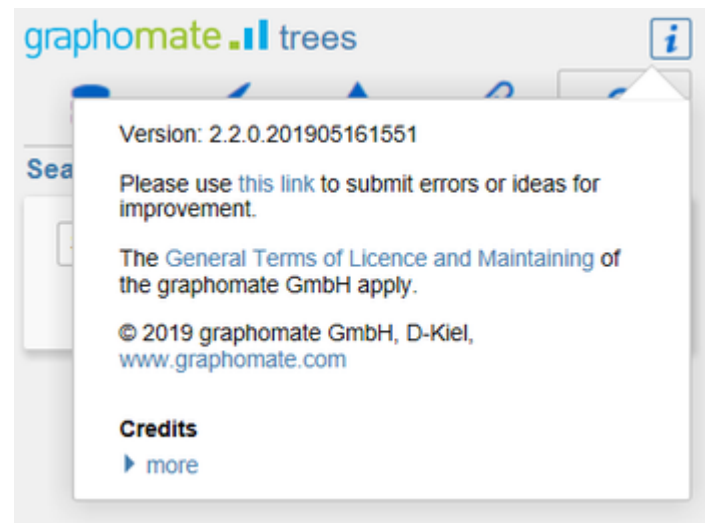 graphomate trees
i
Version: 2.2.0.201905161551
Sea
Please use this link to submit errors or ideas for
improvement.
The General Terms of Licence and Maintaining of
the graphomate GmbH apply.
© 2019 graphomate GmbH, D-Kiel,
www.graphomate.com
Credits
more